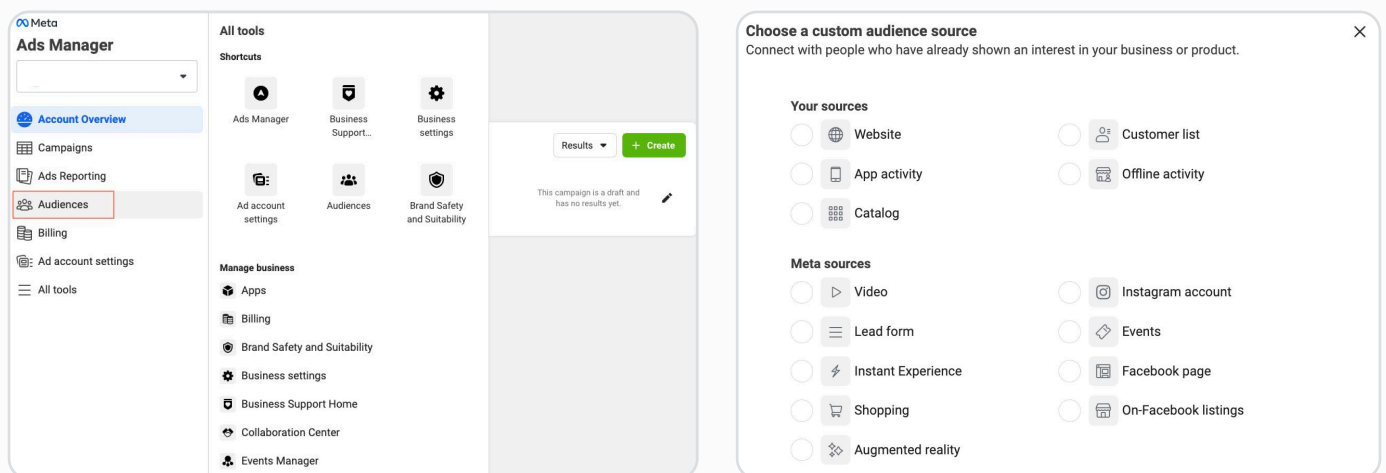 Meta
Ads Manager
Account Overview
Campaigns
Ads Reporting
Audiences
Billing
Ad account settings
All tools
All tools
Shortcuts
Ads Manager
Business
Support...
Business
settings
Ad account
settings
Audiences
Brand Safety
and Suitability
Manage business
Apps
Billing
Brand Safety and Suitability
Business settings
Business Support Home
Collaboration Center
Events Manager
Results
+ Create
This campaign is a draft and
has no results yet.
Choose a custom audience source
Connect with people who have already shown an interest in your business or product.
Your sources
Website
Customer list
App activity
Offline activity
Catalog
Meta sources
Video
Instagram account
Lead form
Events
Instant Experience
Facebook page
Shopping
On-Facebook listings
Augmented reality